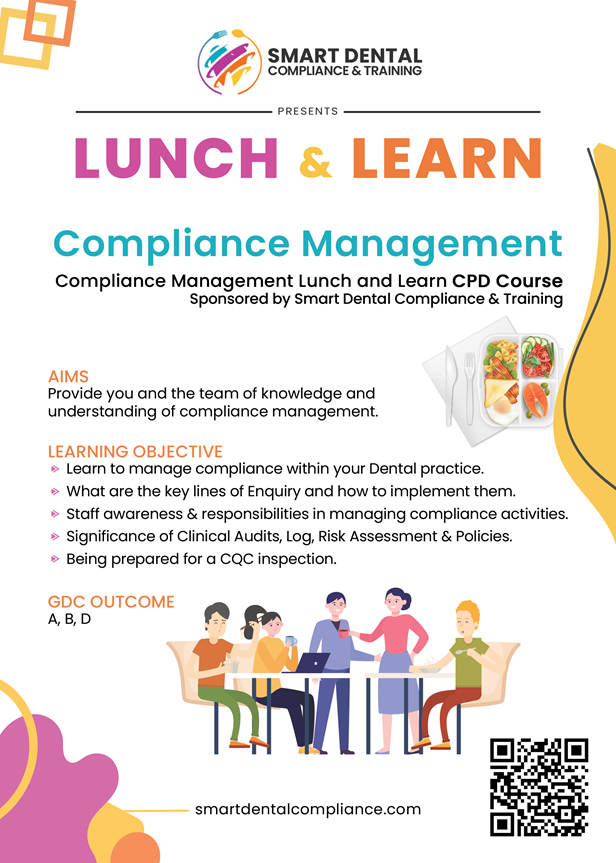 SMART DENTAL
COMPLIANCE & TRAINING
PRESENTS
LUNCH & LEARN
Compliance Management
Compliance Management Lunch and Learn CPD Course
Sponsored by Smart Dental Compliance & Training
AIMS
Provide you and the team of knowledge and
understanding of compliance management.
LEARNING OBJECTIVE
Learn to manage compliance within your Dental practice.
What are the key lines of Enquiry and how to implement them.
Staff awareness & responsibilities in managing compliance activities.
Significance of Clinical Audits, Log, Risk Assessment & Policies.
Being prepared for a CQC inspection.
GDC OUTCOME
A, B, D
smartdentalcompliance.com